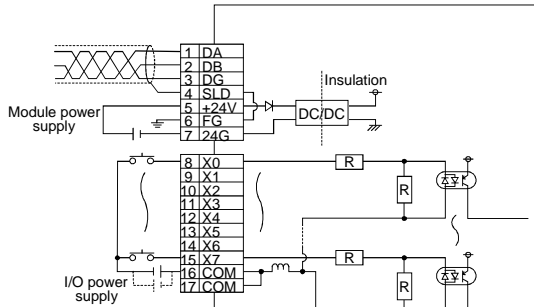 1 DA
2 DB
3 DG
4 SLD
5 +24V
6 FG
7 24G
Insulation
DC/DC
Module power
supply
8 X0
9 X1
10 X2
11 X3
12 X4
13 X5
14 X6
15 X7
16 COM
17 COM
R
R
R
R
I/O power
supply